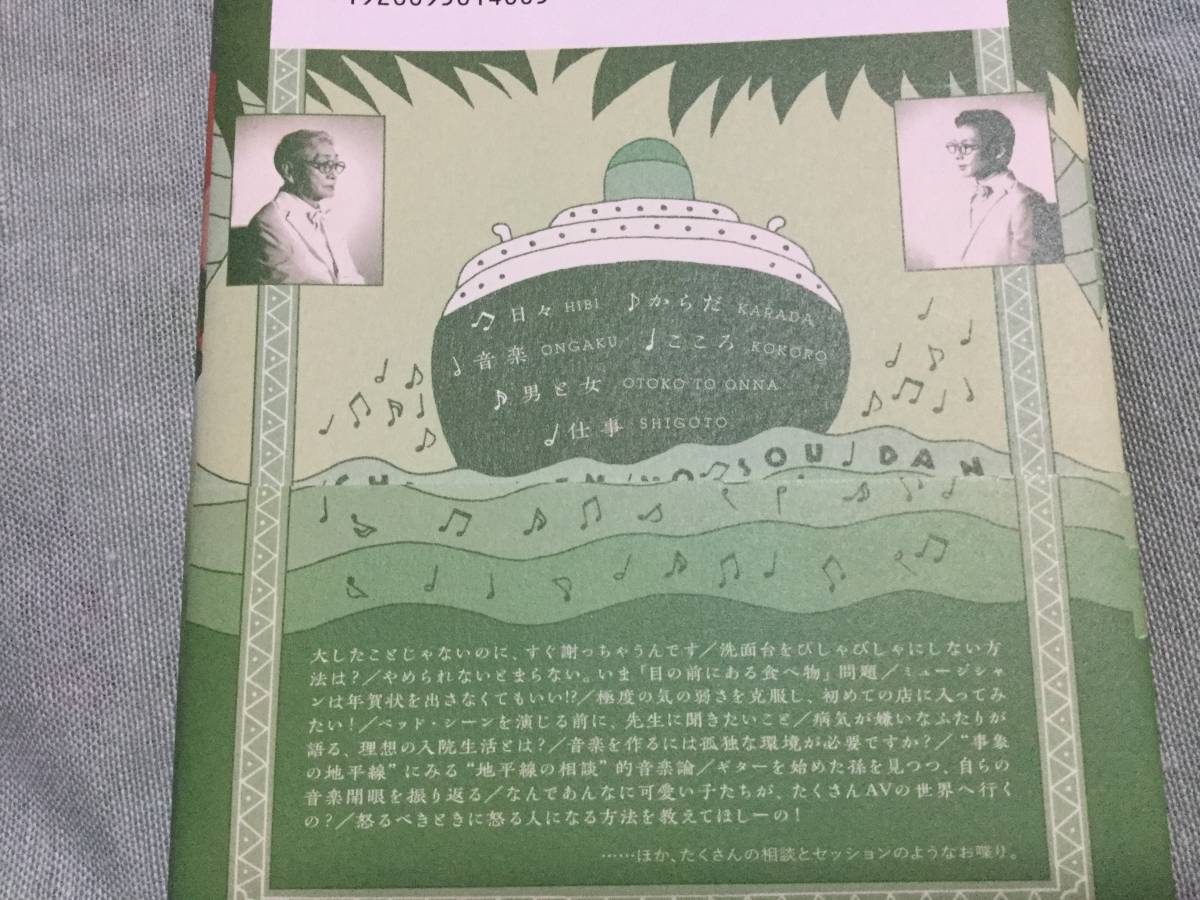 ♫日々 HIBI ♪からだ KARADA
♩音楽 ONGAKU ♩こころ KOKORO
♪男と女 OTOKO TO ONNA
♩仕事 SHIGOTO
SOU♩DAN
大したことじゃないのに、すぐ謝っちゃうんです／洗面台をびしゃびしゃにしない方
法は?／やめられないとまらない。いま「目の前にある食べ物」問題／ミュージシャ
ンは年賀状を出さなくてもいい!?／極度の気の弱さを克服し、初めての店に入ってみ
たい!／ベッド・シーンを演じる前に、先生に聞きたいこと／病気が嫌いなふたりが
語る、理想の入院生活とは?／音楽を作るには孤独な環境が必要ですか?／“事象
の地平線”にみる“地平線の相談”的音楽論／ギターを始めた孫を見つつ、自らの
音楽開眼を振り返る／なんであんなに可愛い子たちが、たくさんAVの世界へ行く
の?／怒るべきときに怒る人になる方法を教えてほしーの!
……ほか、たくさんの相談とセッションのようなお喋り。